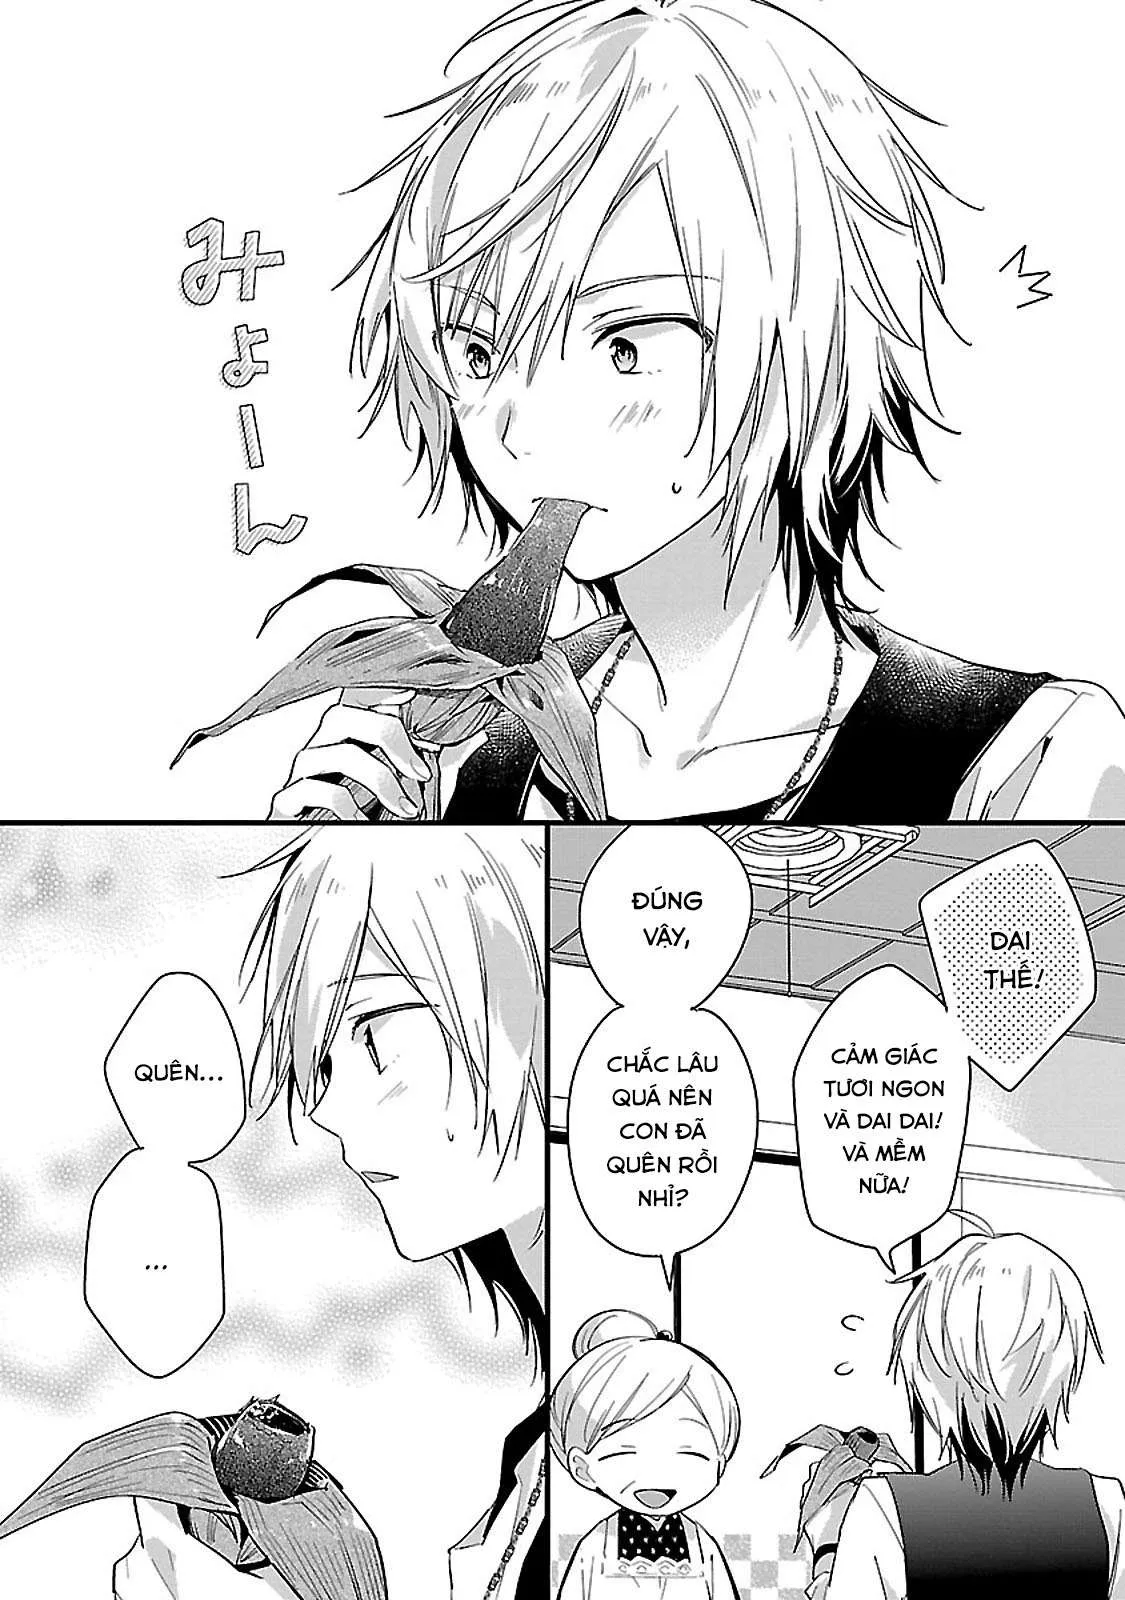 みょーん
DAI
THẾ!
CẢM GIÁC
TƯƠI NGON
VÀ DAI DAI!
VÀ MỀM
NỮA!
ĐÚNG
VẬY,
CHẮC LÂU
QUÁ NÊN
CON ĐÃ
QUÊN RỒI
NHỈ?
QUÊN...
...